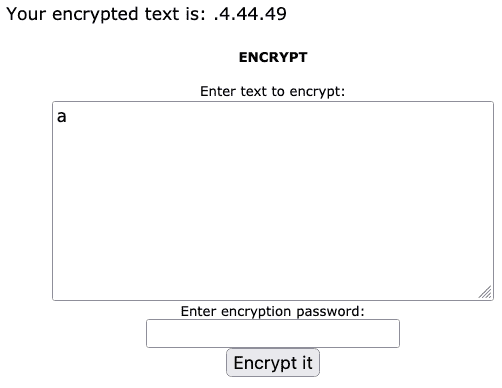 Your encrypted text is: .4.44.49
ENCRYPT
Enter text to encrypt:
a
Enter encryption password:
Encrypt it